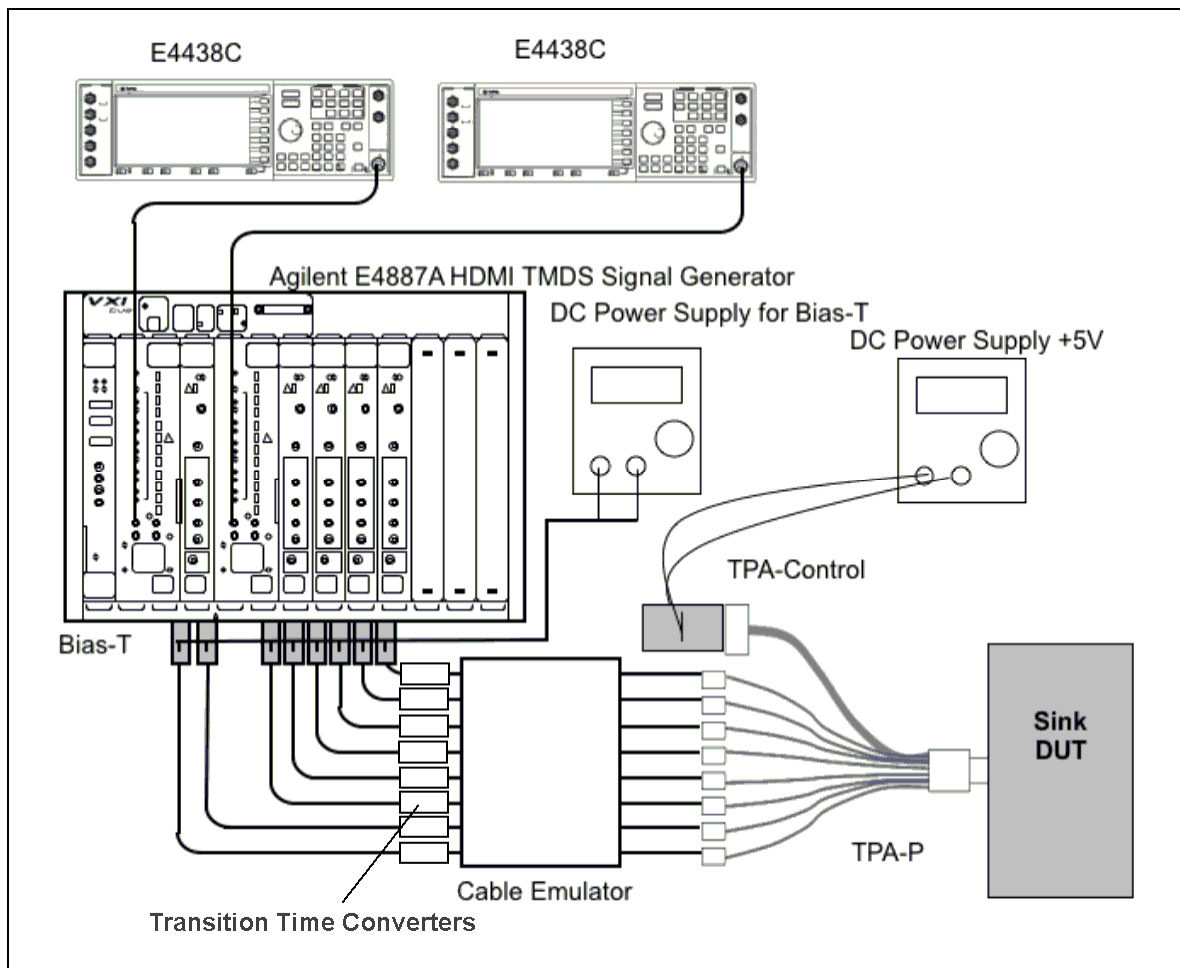 E4438C
E4438C
Agilent E4887A HDMI TMDS Signal Generator
VXI
DC Power Supply for Bias-T
DC Power Supply +5V
TPA-Control
Bias-T
Sink
DUT
TPA-P
Cable Emulator
Transition Time Converters